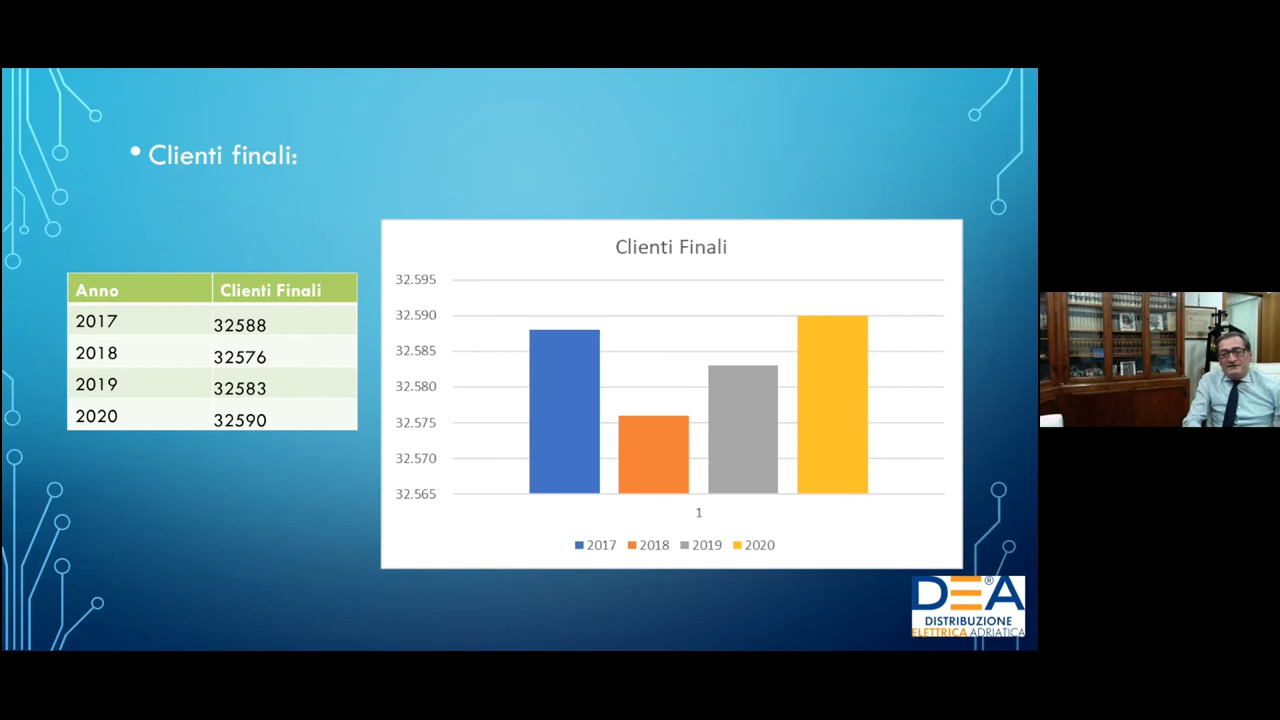 • Clienti finali:
Anno Clienti Finali
2017 32588
2018 32576
2019 32583
2020 32590
Clienti Finali
32.595
32.590
32.585
32.580
32.575
32.570
32.565
1
2017 2018 2019 2020
DEA®
DISTRIBUZIONE
ELETTRICA ADRIATICA